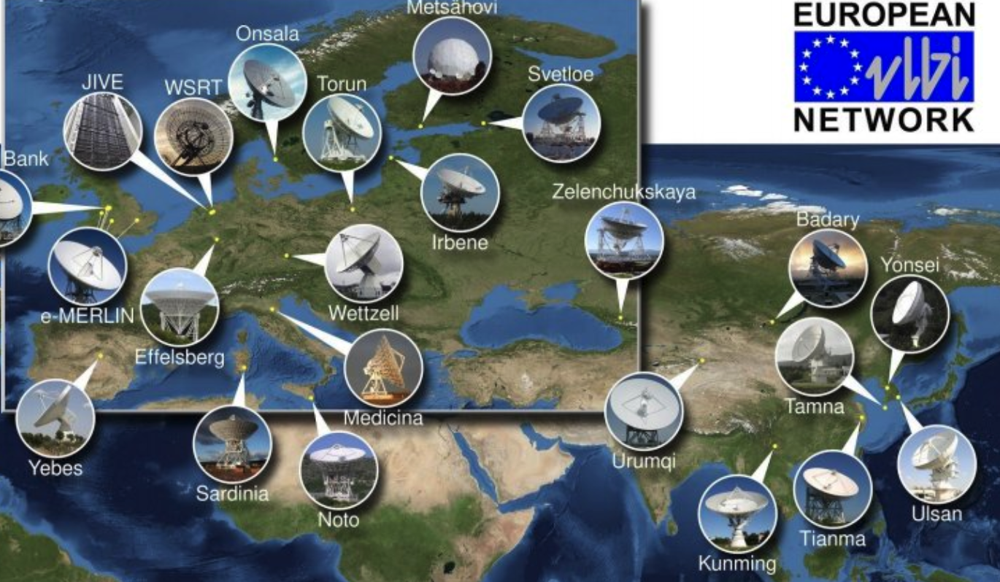 Metsähovi
EUROPEAN
vlbi
NETWORK
Onsala
JIVE
WSRT
Torun
Svetloe
Bank
Zelenchukskaya
Irbene
Badary
Yonsei
e-MERLIN
Wettzell
Effelsberg
Tamna
Medicina
Yebes
Urumqi
Sardinia
Noto
Ulsan
Tianma
Kunming